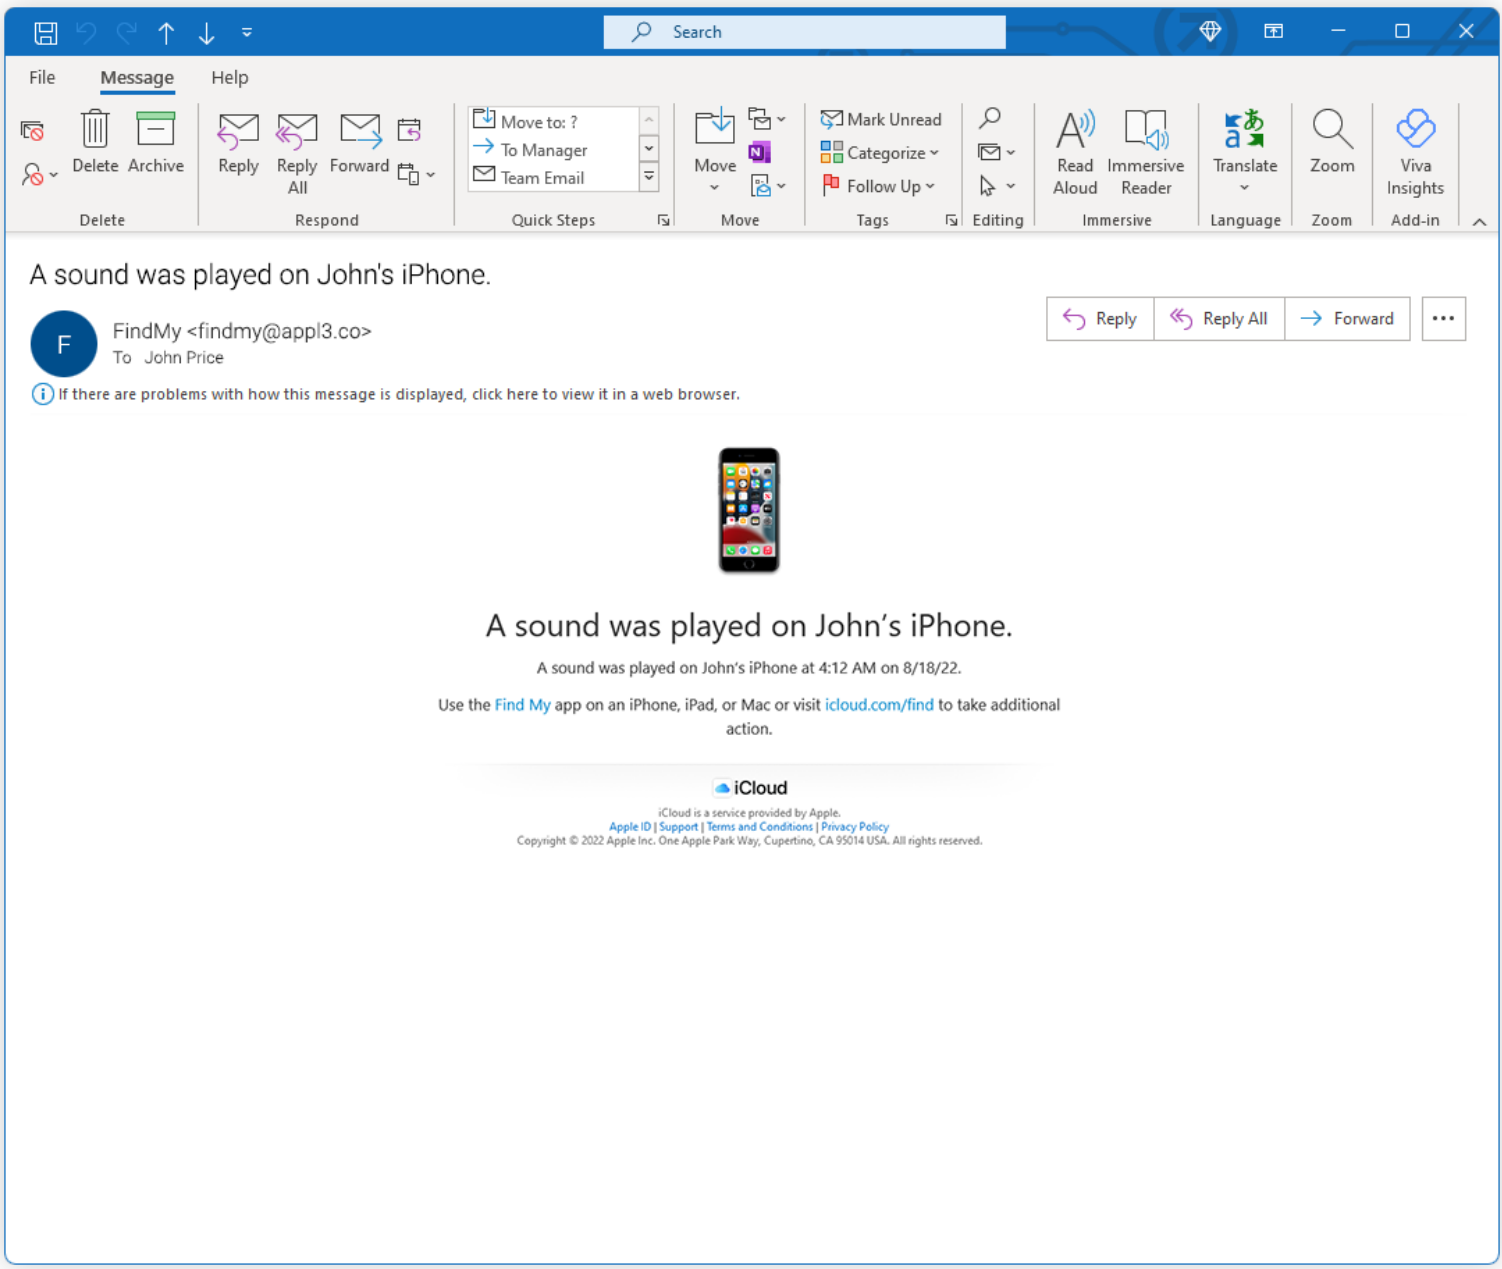 Search
File Message Help
Delete
Archive
Reply
Reply All
Forward
Move to: ?
To Manager
Team Email
Move
Mark Unread
Categorize
Follow Up
Read Aloud
Immersive Reader
Translate
Zoom
Viva Insights
Delete Respond Quick Steps Move Tags Editing Immersive Language Zoom Add-in
A sound was played on John's iPhone.
F
FindMy <findmy@appl3.co>
To John Price
Reply Reply All Forward
If there are problems with how this message is displayed, click here to view it in a web browser.
A sound was played on John’s iPhone.
A sound was played on John’s iPhone at 4:12 AM on 8/18/22.
Use the Find My app on an iPhone, iPad, or Mac or visit icloud.com/find to take additional
action.
iCloud
iCloud is a service provided by Apple.
Apple ID | Support | Terms and Conditions | Privacy Policy
Copyright © 2022 Apple Inc. One Apple Park Way, Cupertino, CA 95014 USA. All rights reserved.